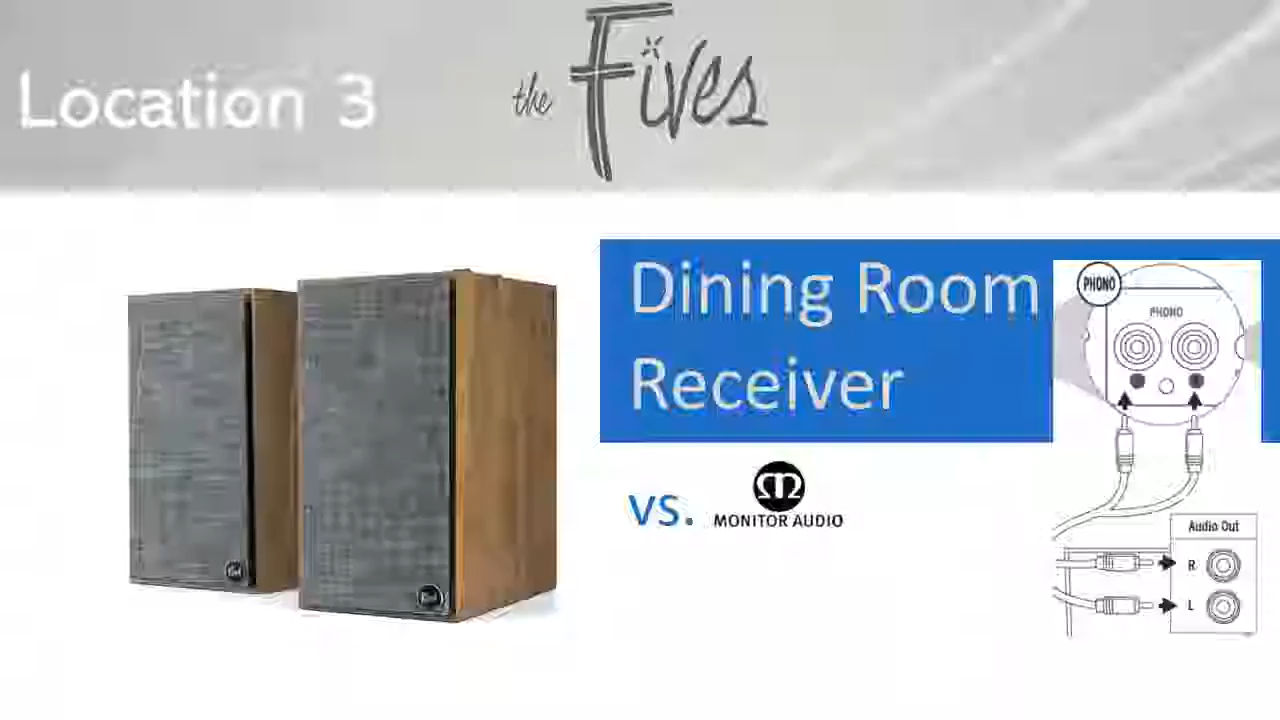 Location 3
the Fives
Dining Room
Receiver
PHONO
PHONO
vs.
MONITOR AUDIO
Audio Out
R
L